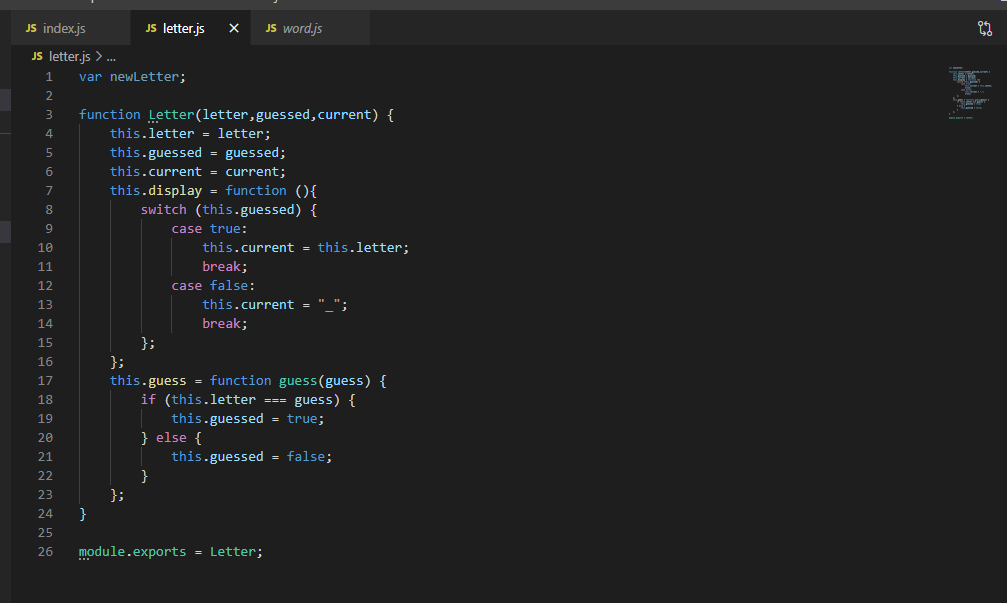 JS index.js JS letter.js × JS word.js
JS letter.js > ...
1 var newLetter;
2
3 function Letter(letter,guessed,current) {
4     this.letter = letter;
5     this.guessed = guessed;
6     this.current = current;
7     this.display = function (){
8         switch (this.guessed) {
9             case true:
10                 this.current = this.letter;
11                 break;
12             case false:
13                 this.current = "_";
14                 break;
15         };
16     };
17     this.guess = function guess(guess) {
18         if (this.letter === guess) {
19             this.guessed = true;
20         } else {
21             this.guessed = false;
22         }
23     };
24 }
25
26 module.exports = Letter;